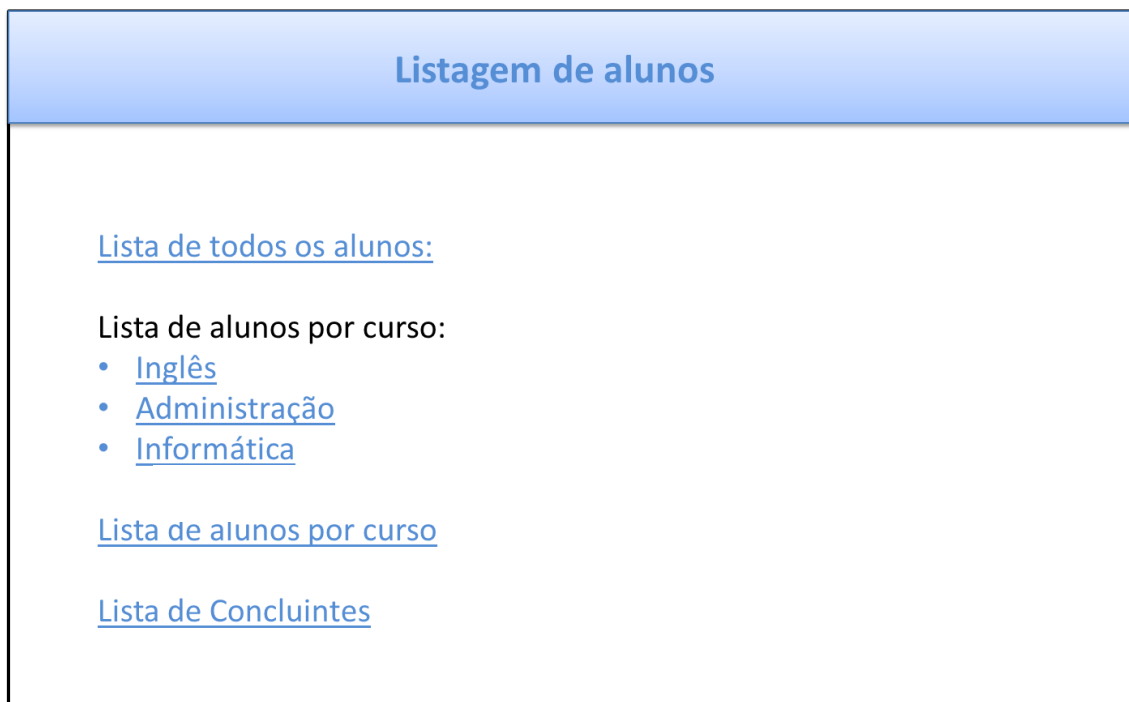 Listagem de alunos
Lista de todos os alunos:
Lista de alunos por curso:
• Inglês
• Administração
• Informática
Lista de alunos por curso
Lista de Concluintes